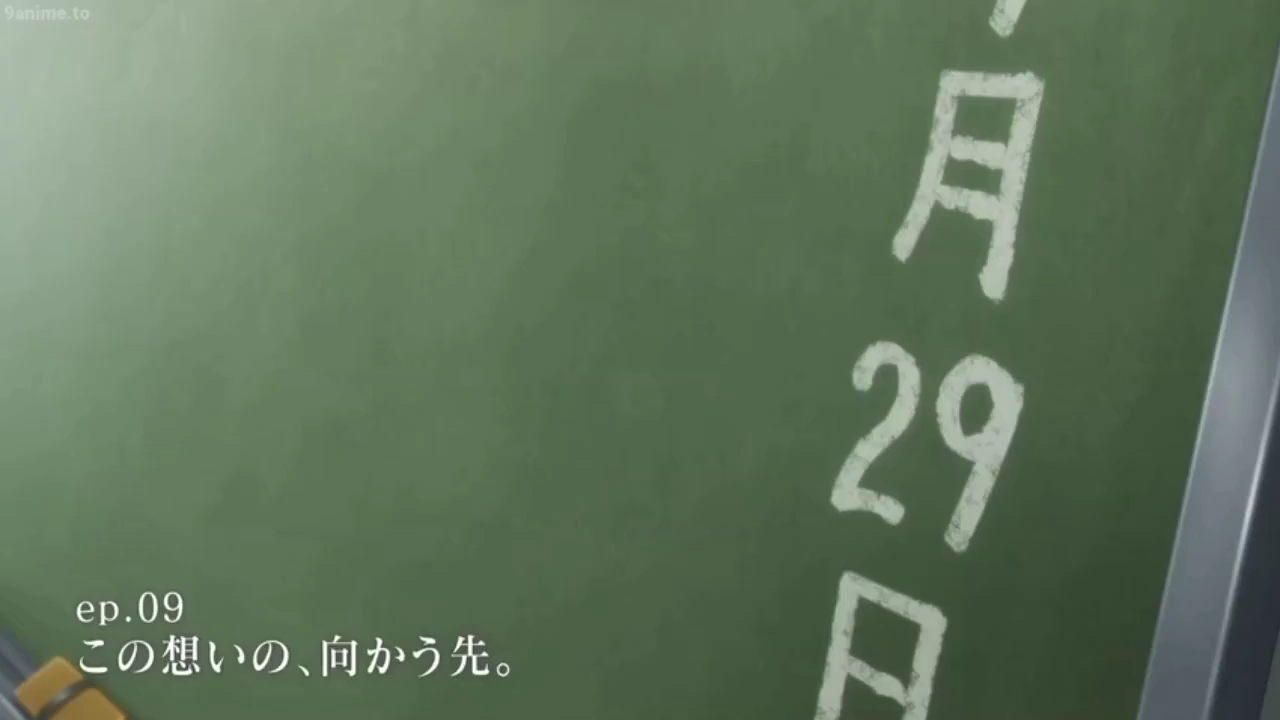 9anime.to
月
29
日
ep.09
この想いの、向かう先。